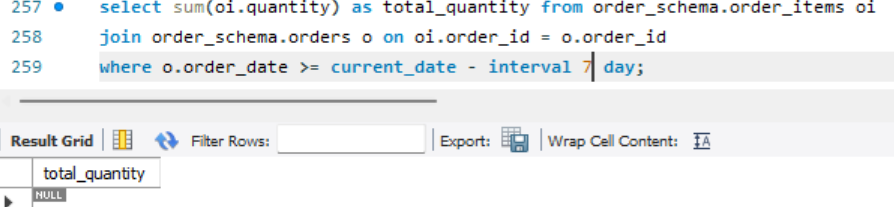 257 select sum(oi.quantity) as total_quantity from order_schema.order_items oi
258 join order_schema.orders o on oi.order_id = o.order_id
259 where o.order_date >= current_date - interval 7 day;
Result Grid Filter Rows: Export: Wrap Cell Content: IA
total_quantity
NULL